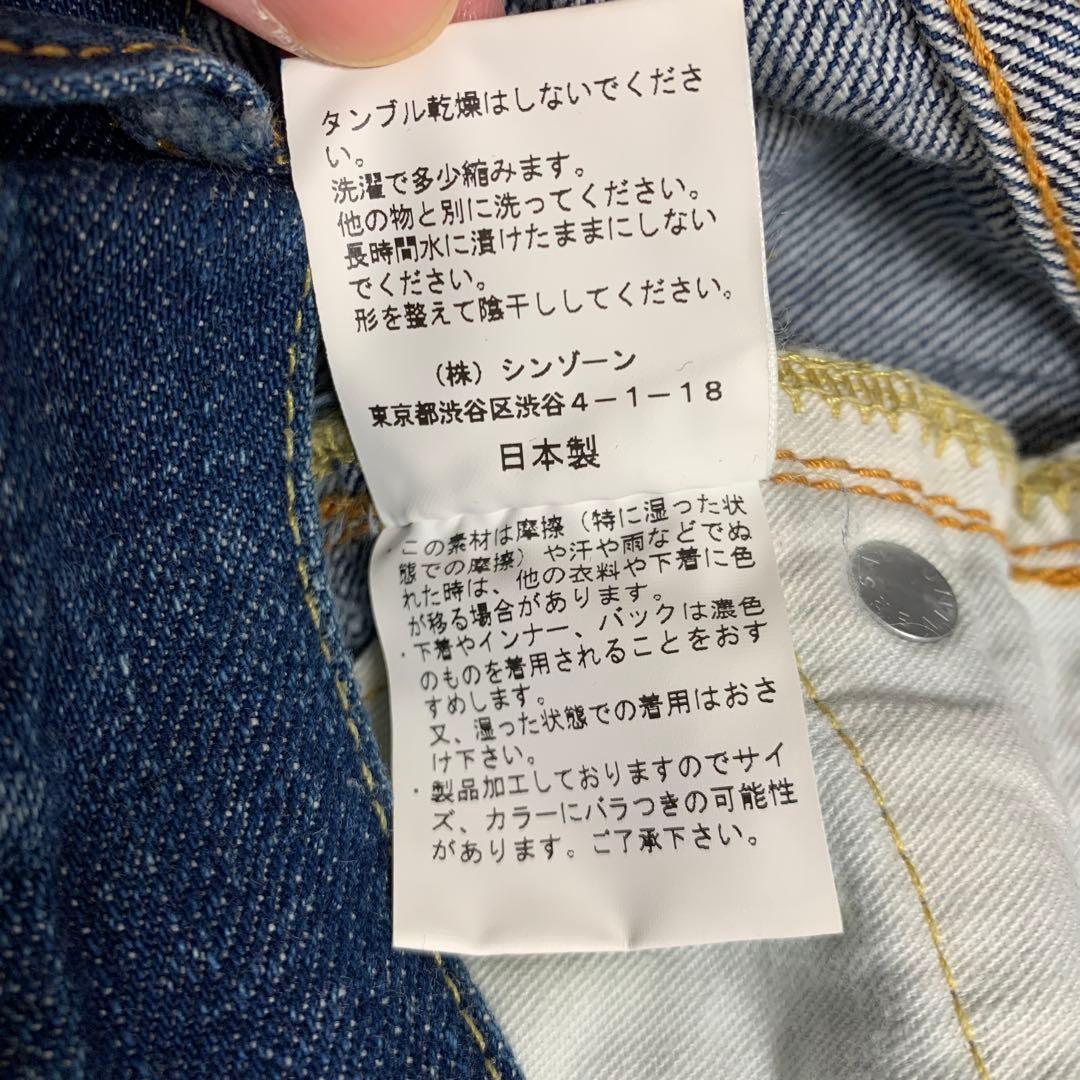 タンブル乾燥はしないでくださ
い。
洗濯で多少縮みます。
他の物と別に洗ってください。
長時間水に漬けたままにしない
でください。
形を整えて陰干ししてください。
(株) シンゾーン
東京都渋谷区渋谷4-1-18
日本製
・この素材は摩擦（特に湿った状
態での摩擦）や汗や雨などでぬ
れた時は、他の衣料や下着に色
が移る場合があります。
・下着やインナー、バックは濃色
のものを着用されることをおす
すめします。
又、湿った状態での着用はおさ
け下さい。
・製品加工しておりますのでサイ
ズ、カラーにバラつきの可能性
があります。ご了承下さい。